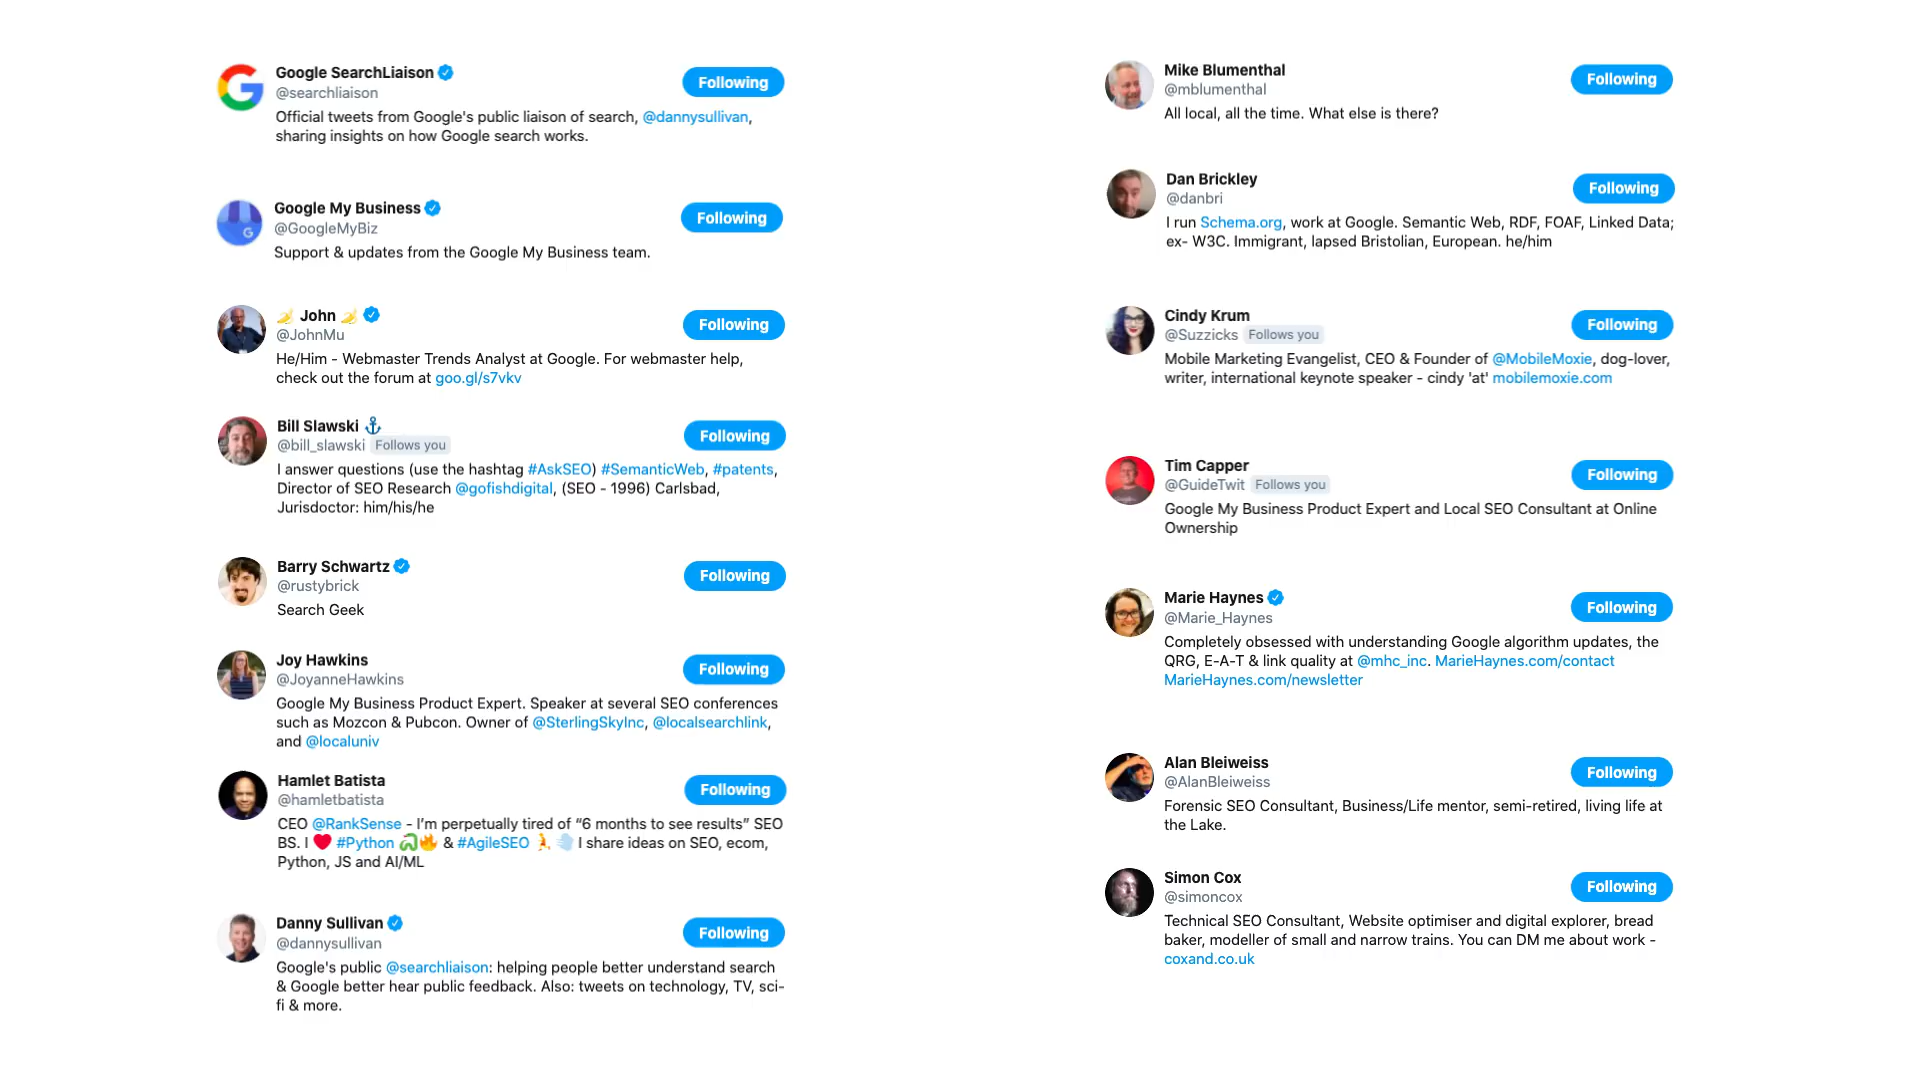 Google SearchLiaison
@searchliaison
Following
Official tweets from Google's public liaison of search, @dannysullivan,
sharing insights on how Google search works.
Google My Business
@GoogleMyBiz
Following
Support & updates from the Google My Business team.
🍌 John 🍌
@JohnMu
Following
He/Him - Webmaster Trends Analyst at Google. For webmaster help,
check out the forum at goo.gl/s7vkv
Bill Slawski ⚓
@bill_slawski Follows you
Following
I answer questions (use the hashtag #AskSEO) #SemanticWeb, #patents,
Director of SEO Research @gofishdigital, (SEO - 1996) Carlsbad,
Jurisdoctor: him/his/he
Barry Schwartz
@rustybrick
Following
Search Geek
Joy Hawkins
@JoyanneHawkins
Following
Google My Business Product Expert. Speaker at several SEO conferences
such as Mozcon & Pubcon. Owner of @SterlingSkyInc, @localsearchlink,
and @localuniv
Hamlet Batista
@hamletbatista
Following
CEO @RankSense - I’m perpetually tired of “6 months to see results” SEO
BS. I ❤️ #Python 🐍🔥 & #AgileSEO 🏃 💨 I share ideas on SEO, ecom,
Python, JS and AI/ML
Danny Sullivan
@dannysullivan
Following
Google's public @searchliaison: helping people better understand search
& Google better hear public feedback. Also: tweets on technology, TV, sci-
fi & more.
Mike Blumenthal
@mblumenthal
Following
All local, all the time. What else is there?
Dan Brickley
@danbri
Following
I run Schema.org, work at Google. Semantic Web, RDF, FOAF, Linked Data;
ex- W3C. Immigrant, lapsed Bristolian, European. he/him
Cindy Krum
@Suzzicks Follows you
Following
Mobile Marketing Evangelist, CEO & Founder of @MobileMoxie, dog-lover,
writer, international keynote speaker - cindy 'at' mobilemoxie.com
Tim Capper
@GuideTwit Follows you
Following
Google My Business Product Expert and Local SEO Consultant at Online
Ownership
Marie Haynes
@Marie_Haynes
Following
Completely obsessed with understanding Google algorithm updates, the
QRG, E-A-T & link quality at @mhc_inc. MarieHaynes.com/contact
MarieHaynes.com/newsletter
Alan Bleiweiss
@AlanBleiweiss
Following
Forensic SEO Consultant, Business/Life mentor, semi-retired, living life at
the Lake.
Simon Cox
@simoncox
Following
Technical SEO Consultant, Website optimiser and digital explorer, bread
baker, modeller of small and narrow trains. You can DM me about work -
coxand.co.uk